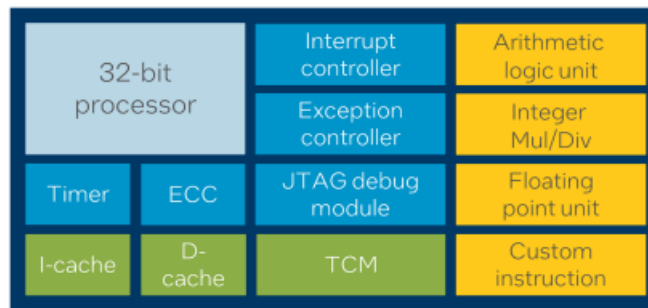 32-bit
processor
Interrupt
controller
Arithmetic
logic unit
Exception
controller
Integer
Mul/Div
Timer
ECC
JTAG debug
module
Floating
point unit
I-cache
D-
cache
TCM
Custom
instruction